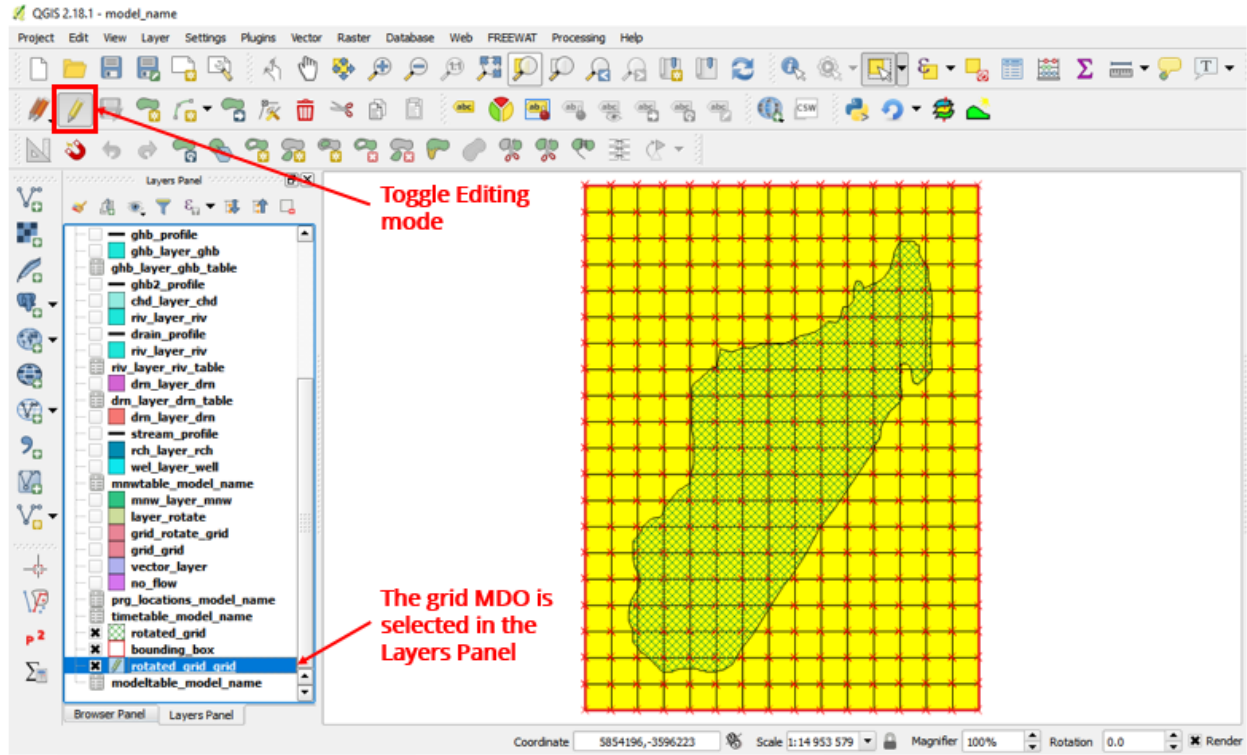 QGIS 2.18.1 - model_name
Project Edit View Layer Settings Plugins Vector Raster Database Web FREEWAT Processing Help
abc abc CSW
Layers Panel
Toggle Editing
mode
ghb_profile
ghb_layer_ghb
ghb_layer_ghb_table
ghb2_profile
chd_layer_chd
riv_layer_riv
drain_profile
riv_layer_riv
riv_layer_riv_table
drn_layer_drn
drn_layer_drn_table
drn_layer_drn
stream_profile
rch_layer_rch
wel_layer_well
mnwtable_model_name
mnw_layer_mnw
layer_rotate
grid_rotate_grid
grid_grid
vector_layer
no_flow
prg_locations_model_name
timetable_model_name
rotated_grid
bounding_box
rotated_grid_grid
modeltable_model_name
The grid MDO is
selected in the
Layers Panel
P 2
Browser Panel Layers Panel
Coordinate 5854196,-3596223 Scale 1:14 953 579 Magnifier 100% Rotation 0.0 Render